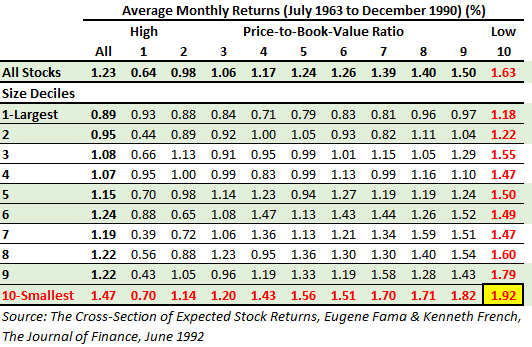 Average Monthly Returns (July 1963 to December 1990) (%)
High Price-to-Book-Value Ratio Low
All 1 2 3 4 5 6 7 8 9 10
All Stocks 1.23 0.64 0.98 1.06 1.17 1.24 1.26 1.39 1.40 1.50 1.63
Size Deciles
1-Largest 0.89 0.93 0.88 0.84 0.71 0.79 0.83 0.81 0.96 0.97 1.18
2 0.95 0.44 0.89 0.92 1.00 1.05 0.93 0.82 1.11 1.04 1.22
3 1.08 0.66 1.13 0.91 0.95 0.99 1.01 1.15 1.05 1.29 1.55
4 1.07 0.95 1.00 0.99 0.83 0.99 1.13 0.99 1.16 1.10 1.47
5 1.15 0.70 0.98 1.14 1.23 0.94 1.27 1.19 1.19 1.24 1.50
6 1.24 0.88 0.65 1.08 1.47 1.13 1.43 1.44 1.26 1.52 1.49
7 1.19 0.39 0.72 1.06 1.36 1.13 1.21 1.34 1.59 1.51 1.47
8 1.22 0.56 0.88 1.23 0.95 1.36 1.30 1.30 1.40 1.54 1.60
9 1.22 0.43 1.05 0.96 1.19 1.33 1.19 1.58 1.28 1.43 1.79
10-Smallest 1.47 0.70 1.14 1.20 1.43 1.56 1.51 1.70 1.71 1.82 1.92
Source: The Cross-Section of Expected Stock Returns, Eugene Fama & Kenneth French,
The Journal of Finance, June 1992